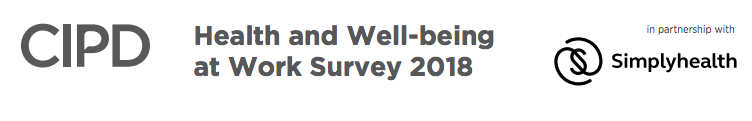 CIPD
Health and Well-being
at Work Survey 2018
in partnership with
Simplyhealth